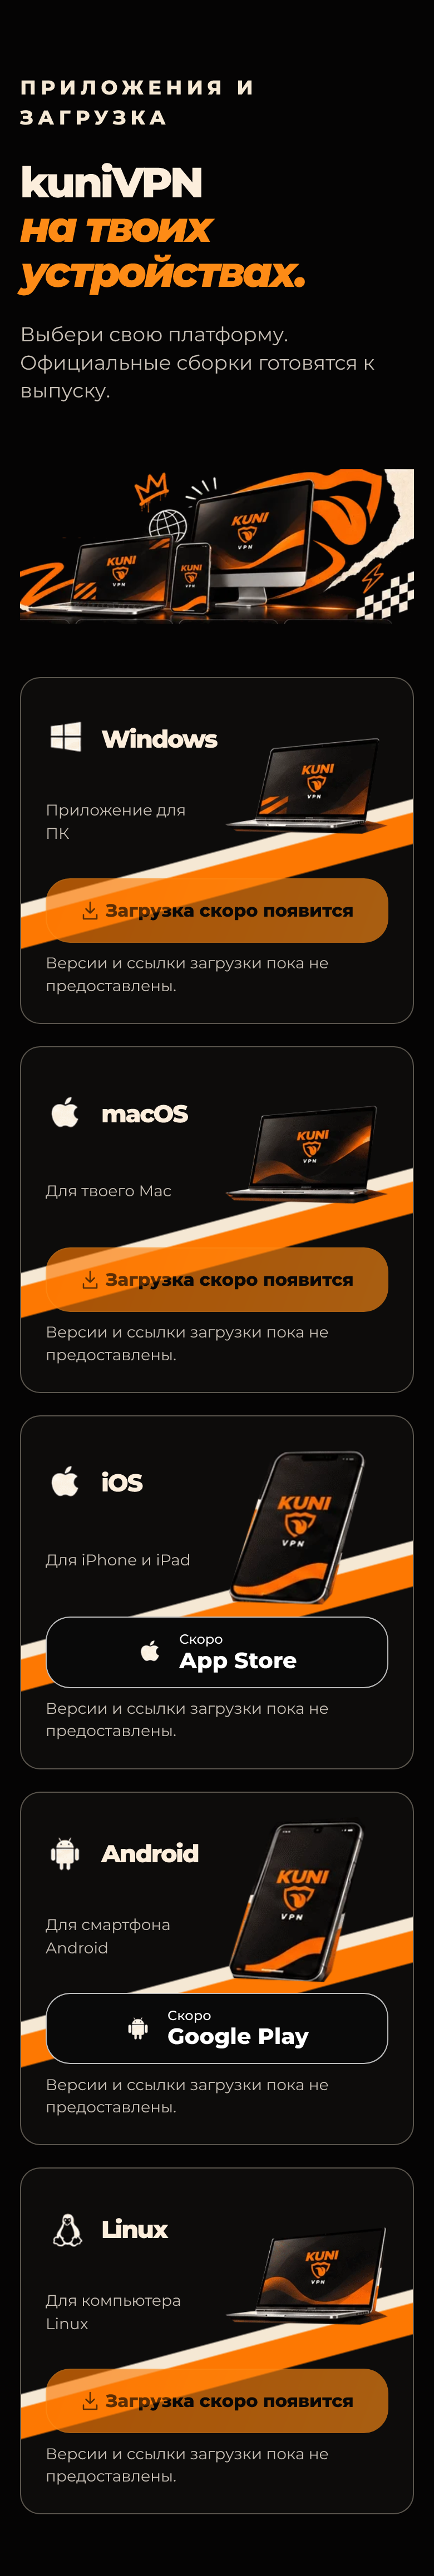 ПРИЛОЖЕНИЯ И
ЗАГРУЗКА
kuniVPN
на твоих
устройствах.
Выбери свою платформу.
Официальные сборки готовятся к
выпуску.
KUNI
VPN
KUNI
VPN
KUNI
VPN
Windows
KUNI
VPN
Приложение для
ПК
Загрузка скоро появится
Версии и ссылки загрузки пока не
предоставлены.
macOS
KUNI
VPN
Для твоего Mac
Загрузка скоро появится
Версии и ссылки загрузки пока не
предоставлены.
iOS
KUNI
VPN
Для iPhone и iPad
Скоро
App Store
Версии и ссылки загрузки пока не
предоставлены.
Android
KUNI
VPN
Для смартфона
Android
Скоро
Google Play
Версии и ссылки загрузки пока не
предоставлены.
Linux
KUNI
VPN
Для компьютера
Linux
Загрузка скоро появится
Версии и ссылки загрузки пока не
предоставлены.